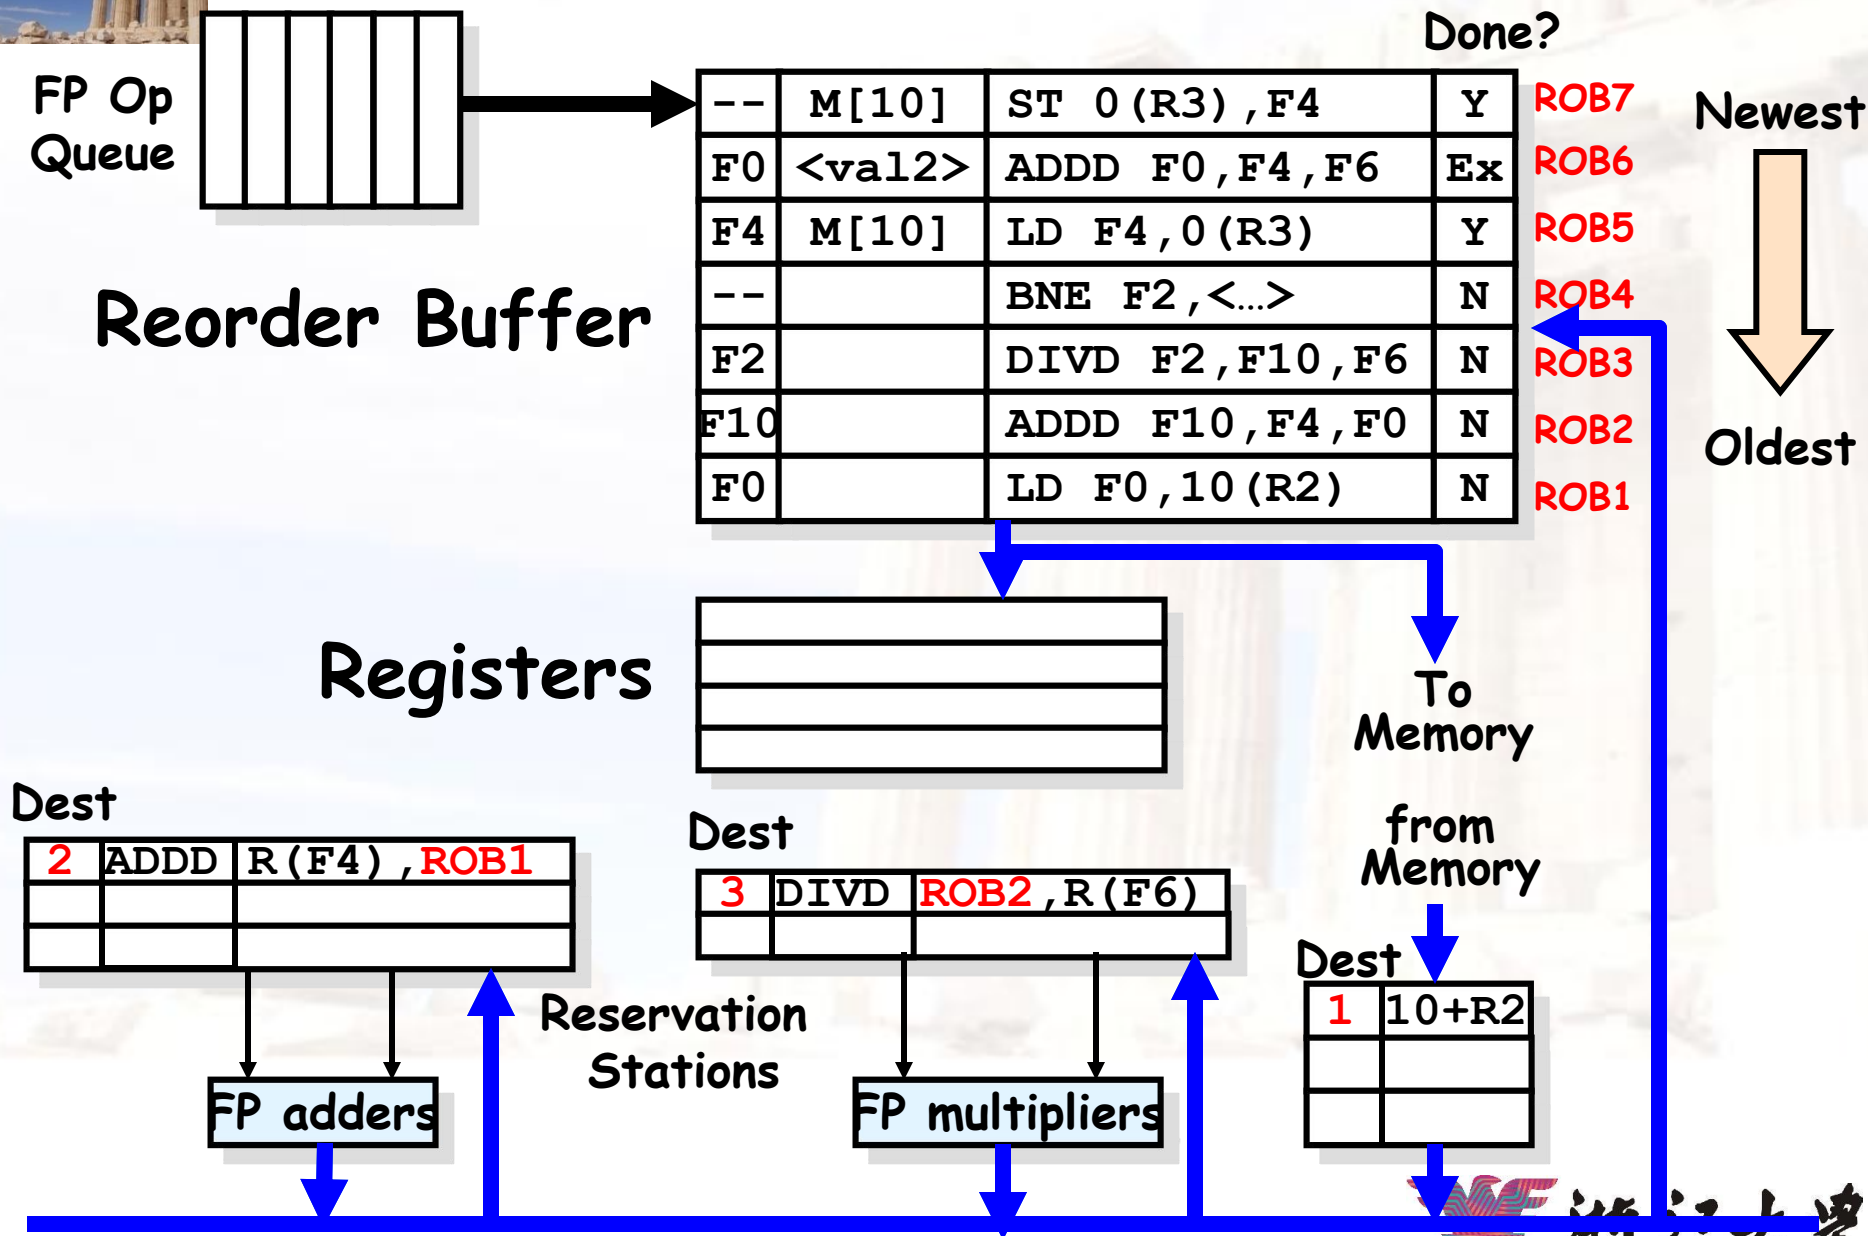 Done?
FP Op
Queue
-- M[10] ST 0(R3),F4 Y ROB7
F0 <val2> ADDD F0,F4,F6 Ex ROB6
F4 M[10] LD F4,0(R3) Y ROB5
-- BNE F2,<…> N ROB4
F2 DIVD F2,F10,F6 N ROB3
F10 ADDD F10,F4,F0 N ROB2
F0 LD F0,10(R2) N ROB1
Newest
Oldest
Reorder Buffer
Registers
To
Memory
from
Memory
Dest
2 ADDD R(F4),ROB1
Dest
3 DIVD ROB2,R(F6)
Dest
1 10+R2
Reservation
Stations
FP adders
FP multipliers